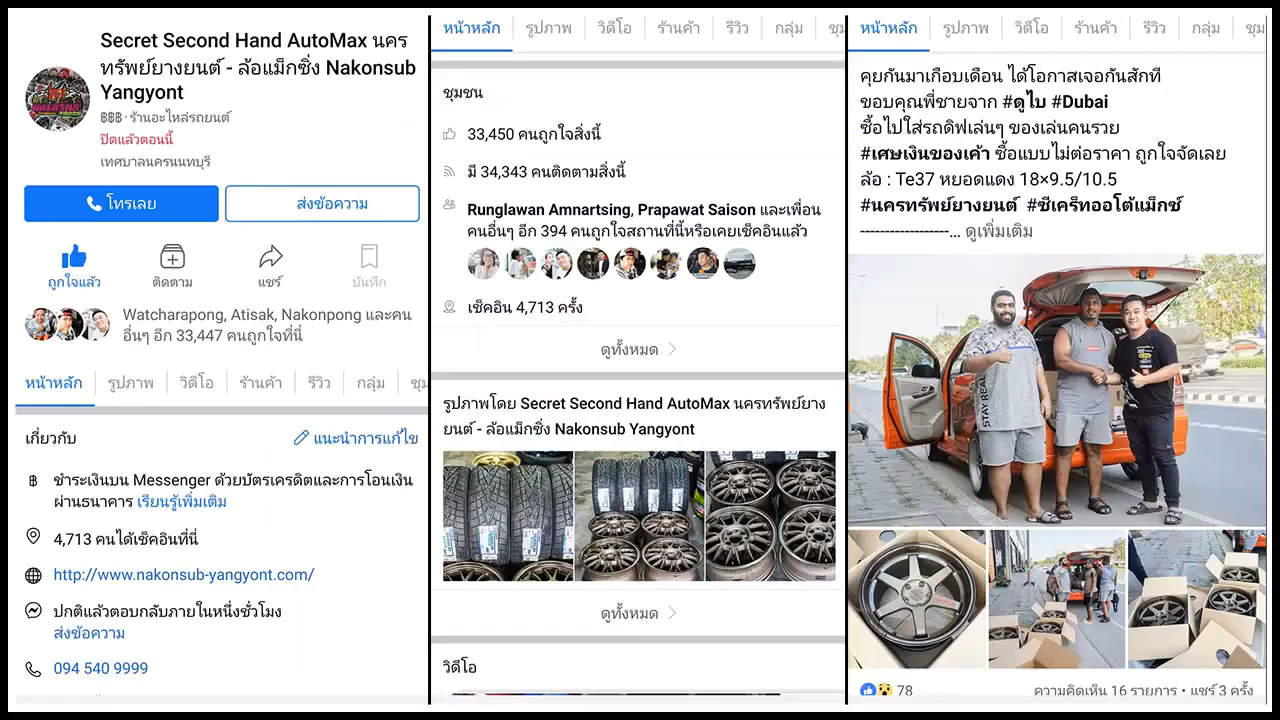 Secret Second Hand AutoMax นคร
ทรัพย์ยางยนต์ - ล้อแม็กซิ่ง Nakonsub
Yangyont
฿฿฿ · ร้านอะไหล่รถยนต์
ปิดแล้วตอนนี้
เทศบาลนครนนทบุรี
โทรเลย
ส่งข้อความ
ถูกใจแล้ว
ติดตาม
แชร์
บันทึก
Watcharapong, Atisak, Nakonpong และคน
อื่นๆ อีก 33,447 คนถูกใจที่นี่
หน้าหลัก รูปภาพ วิดีโอ ร้านค้า รีวิว กลุ่ม ชุม
เกี่ยวกับ
แนะนำการแก้ไข
฿ ชำระเงินบน Messenger ด้วยบัตรเครดิตและการโอนเงิน
ผ่านธนาคาร เรียนรู้เพิ่มเติม
4,713 คนได้เช็คอินที่นี่
http://www.nakonsub-yangyont.com/
ปกติแล้วตอบกลับภายในหนึ่งชั่วโมง
ส่งข้อความ
094 540 9999
หน้าหลัก รูปภาพ วิดีโอ ร้านค้า รีวิว กลุ่ม ชุ
ชุมชน
33,450 คนถูกใจสิ่งนี้
มี 34,343 คนติดตามสิ่งนี้
Runglawan Amnartsing, Prapawat Saison และเพื่อน
คนอื่นๆ อีก 394 คนถูกใจสถานที่นี้หรือเคยเช็คอินแล้ว
เช็คอิน 4,713 ครั้ง
ดูทั้งหมด
รูปภาพโดย Secret Second Hand AutoMax นครทรัพย์ยาง
ยนต์ - ล้อแม็กซิ่ง Nakonsub Yangyont
ดูทั้งหมด
วิดีโอ
หน้าหลัก รูปภาพ วิดีโอ ร้านค้า รีวิว กลุ่ม ชุม
คุยกันมาเกือบเดือน ได้โอกาสเจอกันสักที
ขอบคุณพี่ชายจาก #ดูไบ #Dubai
ซื้อไปใส่รถดิฟเล่นๆ ของเล่นคนรวย
#เศษเงินของเค้า ซื้อแบบไม่ต่อราคา ถูกใจจัดเลย
ล้อ : Te37 หยอดแดง 18×9.5/10.5
#นครทรัพย์ยางยนต์ #ซีเคร็ทออโต้แม็กซ์
------------------... ดูเพิ่มเติม
STAY REAL
78
ความคิดเห็น 16 รายการ • แชร์ 3 ครั้ง